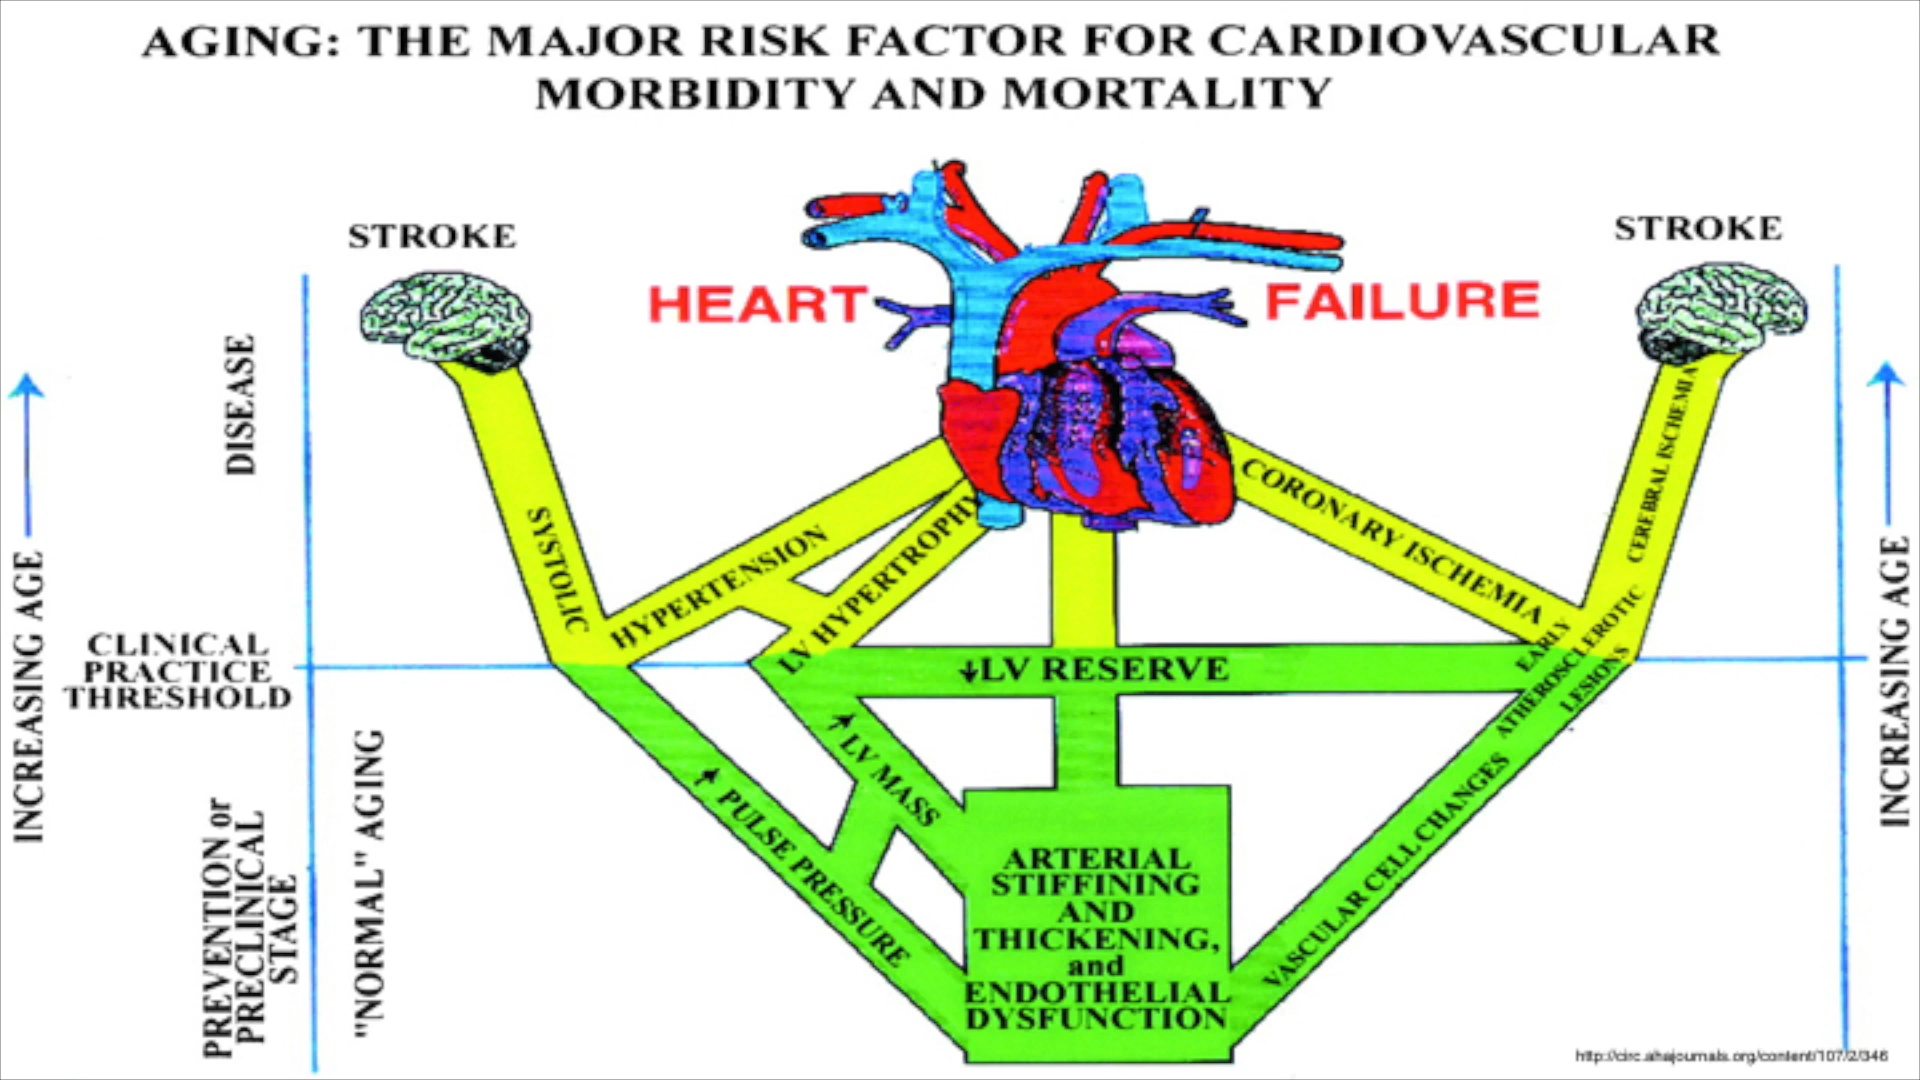 AGING: THE MAJOR RISK FACTOR FOR CARDIOVASCULAR
MORBIDITY AND MORTALITY
STROKE
STROKE
HEART
FAILURE
DISEASE
INCREASING AGE
CLINICAL
PRACTICE
THRESHOLD
PREVENTION or
PRECLINICAL
STAGE
"NORMAL" AGING
SYSTOLIC
HYPERTENSION
LV HYPERTROPHY
CORONARY ISCHEMIA
CEREBRAL ISCHEMIA
EARLY
ATHEROSCLEROTIC
LESIONS
↓LV RESERVE
↑ LV MASS
↑ PULSE PRESSURE
VASCULAR CELL CHANGES
ARTERIAL
STIFFINING
AND
THICKENING,
and
ENDOTHELIAL
DYSFUNCTION
INCREASING AGE
http://circ.ahajournals.org/content/107/2/346